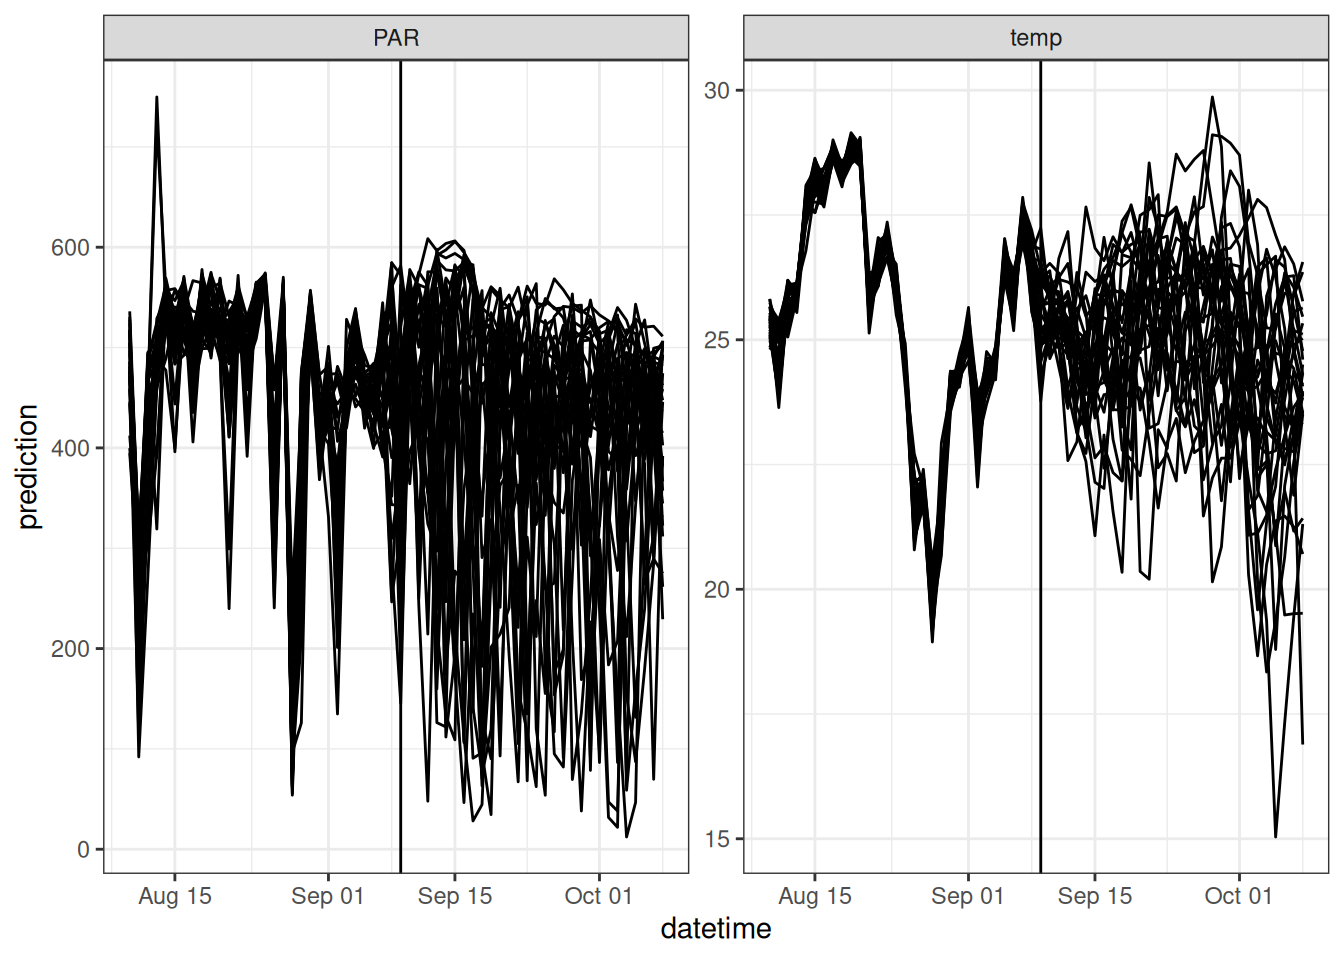 PAR
temp
prediction
600
400
200
0
30
25
20
15
Aug 15
Sep 01
Sep 15
Oct 01
Aug 15
Sep 01
Sep 15
Oct 01
datetime